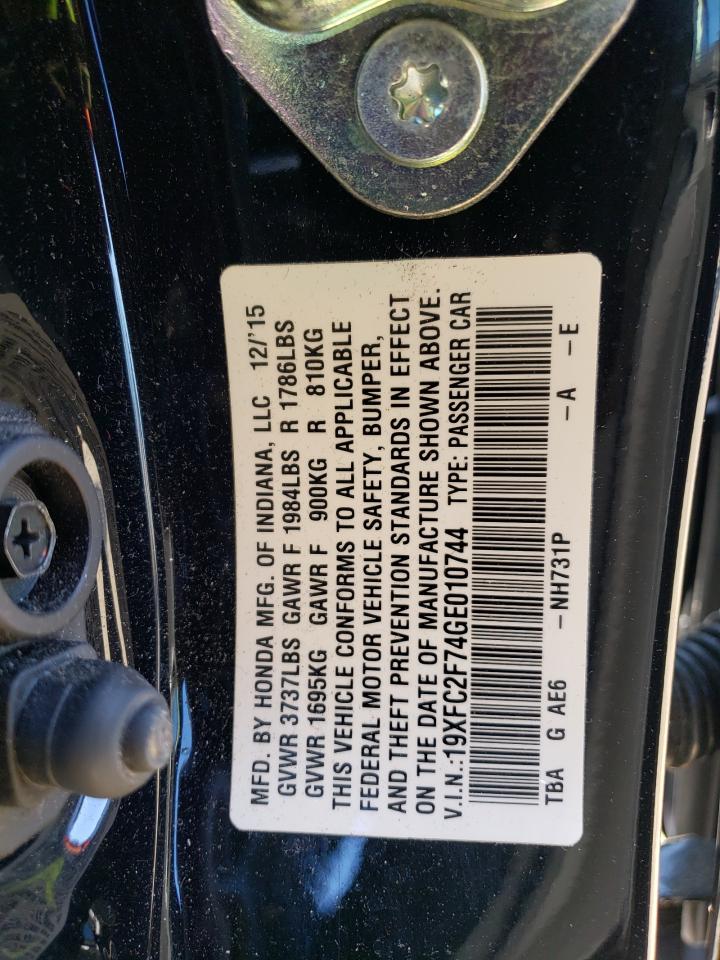 MFD. BY HONDA MFG. OF INDIANA, LLC 12/'15
GVWR 3737LBS GAWR F 1984LBS R 1786LBS
GVWR 1695KG GAWR F 900KG R 810KG
THIS VEHICLE CONFORMS TO ALL APPLICABLE
FEDERAL MOTOR VEHICLE SAFETY, BUMPER,
AND THEFT PREVENTION STANDARDS IN EFFECT
ON THE DATE OF MANUFACTURE SHOWN ABOVE.
V.I.N.:19XFC2F74GE010744 TYPE: PASSENGER CAR
TBA G AE6 –NH731P –A –E